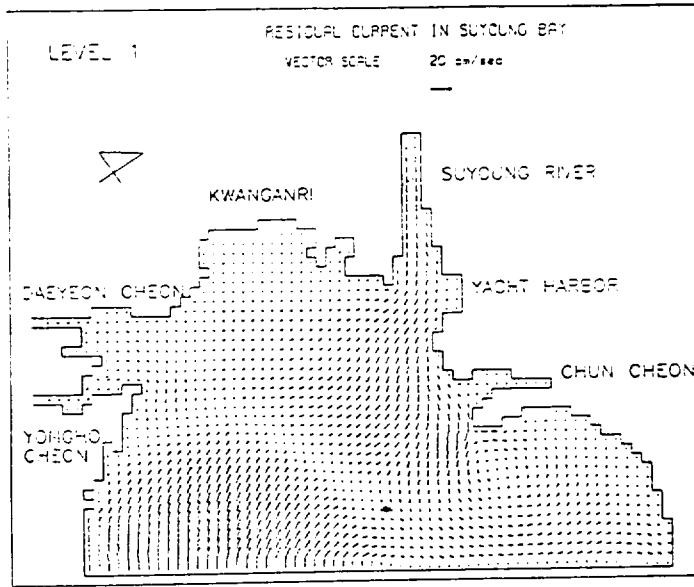 RESIDUAL CURRENT IN SUYOUNG BAY
LEVEL 1
VECTOR SCALE 20 cm/sec
SUYOUNG RIVER
KWANGANRI
DAEYEON CHEON
YACHT HARBOR
CHUN CHEON
YONGHO
CHEON